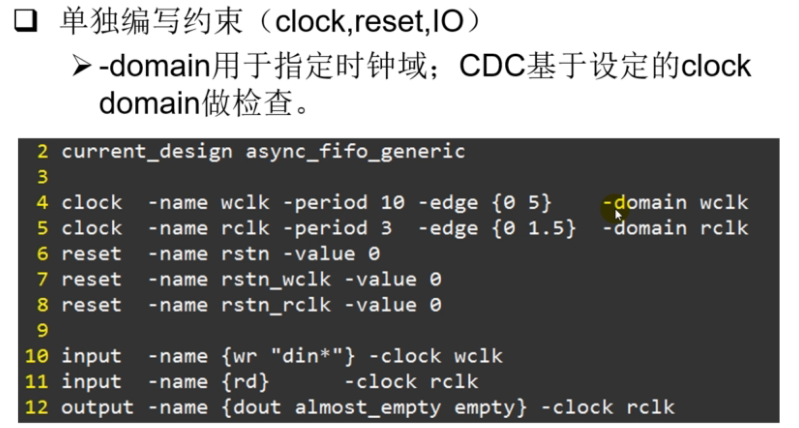 ❑ 单独编写约束（clock,reset,IO）
➢ -domain用于指定时钟域；CDC基于设定的clock
domain做检查。
2 current_design async_fifo_generic
3
4 clock  -name wclk -period 10 -edge {0 5}    -domain wclk
5 clock  -name rclk -period 3  -edge {0 1.5}  -domain rclk
6 reset  -name rstn -value 0
7 reset  -name rstn_wclk -value 0
8 reset  -name rstn_rclk -value 0
9
10 input  -name {wr "din*"} -clock wclk
11 input  -name {rd}      -clock rclk
12 output -name {dout almost_empty empty} -clock rclk